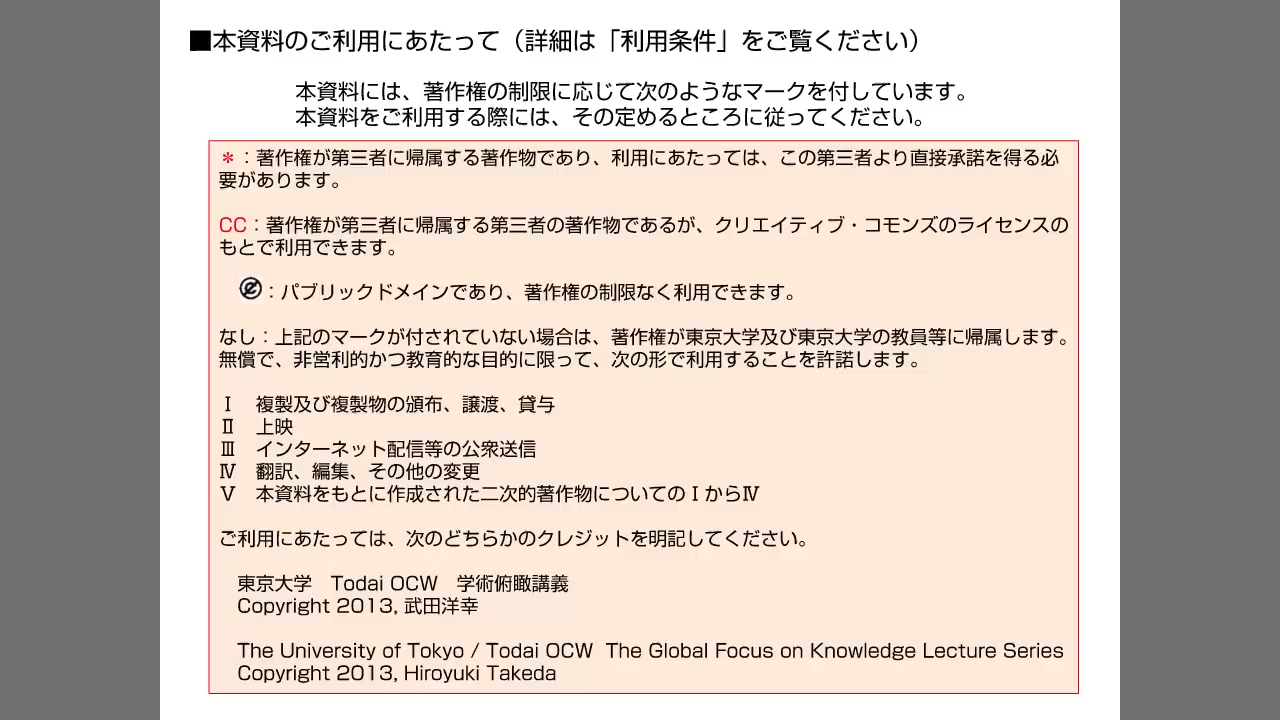 ■本資料のご利用にあたって（詳細は「利用条件」をご覧ください）
本資料には、著作権の制限に応じて次のようなマークを付しています。
本資料をご利用する際には、その定めるところに従ってください。
＊：著作権が第三者に帰属する著作物であり、利用にあたっては、この第三者より直接承諾を得る必
要があります。
CC：著作権が第三者に帰属する第三者の著作物であるが、クリエイティブ・コモンズのライセンスの
もとで利用できます。
：パブリックドメインであり、著作権の制限なく利用できます。
なし：上記のマークが付されていない場合は、著作権が東京大学及び東京大学の教員等に帰属します。
無償で、非営利的かつ教育的な目的に限って、次の形で利用することを許諾します。
Ⅰ　複製及び複製物の頒布、譲渡、貸与
Ⅱ　上映
Ⅲ　インターネット配信等の公衆送信
Ⅳ　翻訳、編集、その他の変更
Ⅴ　本資料をもとに作成された二次的著作物についてのⅠからⅣ
ご利用にあたっては、次のどちらかのクレジットを明記してください。
東京大学　Todai OCW　学術俯瞰講義
Copyright 2013, 武田洋幸
The University of Tokyo / Todai OCW The Global Focus on Knowledge Lecture Series
Copyright 2013, Hiroyuki Takeda